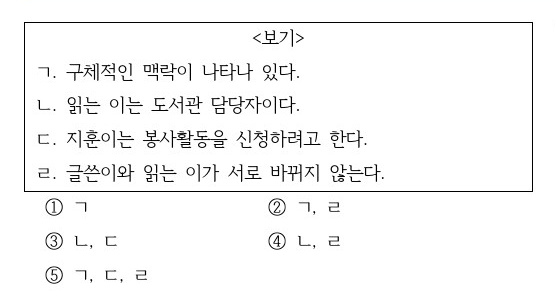 <보기>
ㄱ. 구체적인 맥락이 나타나 있다.
ㄴ. 읽는 이는 도서관 담당자이다.
ㄷ. 지훈이는 봉사활동을 신청하려고 한다.
ㄹ. 글쓴이와 읽는 이가 서로 바뀌지 않는다.
① ㄱ ② ㄱ, ㄹ
③ ㄴ, ㄷ ④ ㄴ, ㄹ
⑤ ㄱ, ㄷ, ㄹ